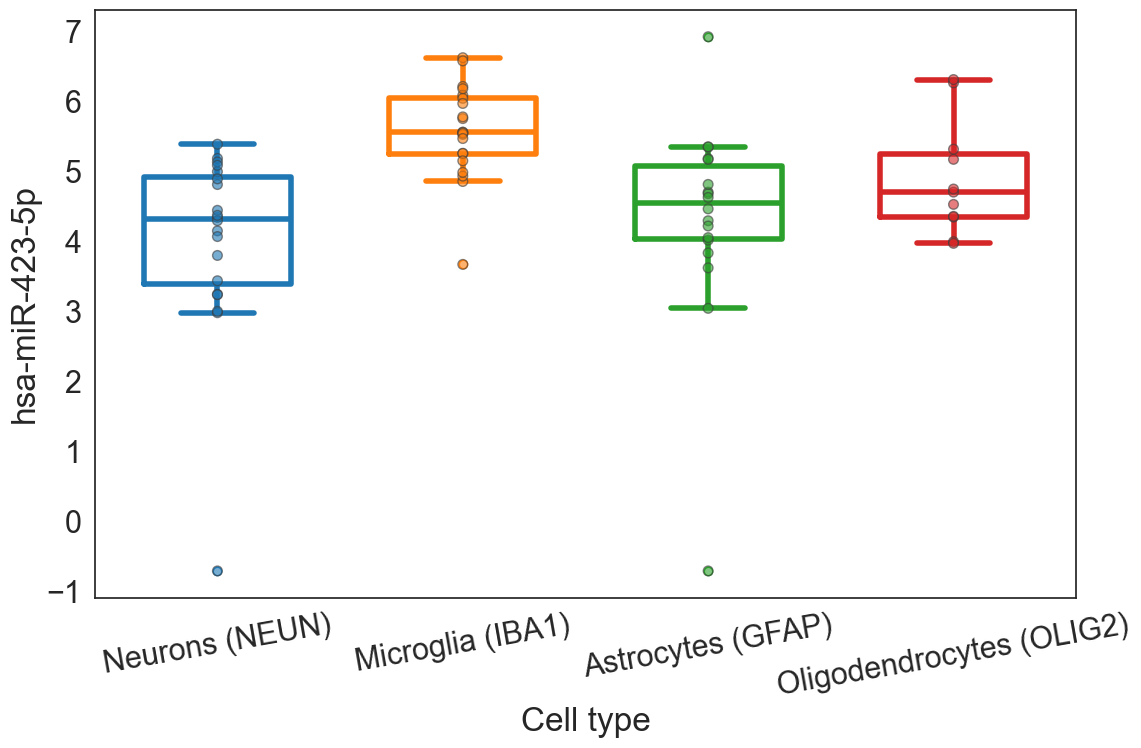 hsa-miR-423-5p
7
6
5
4
3
2
1
0
−1
Neurons (NEUN)
Microglia (IBA1)
Astrocytes (GFAP)
Oligodendrocytes (OLIG2)
Cell type